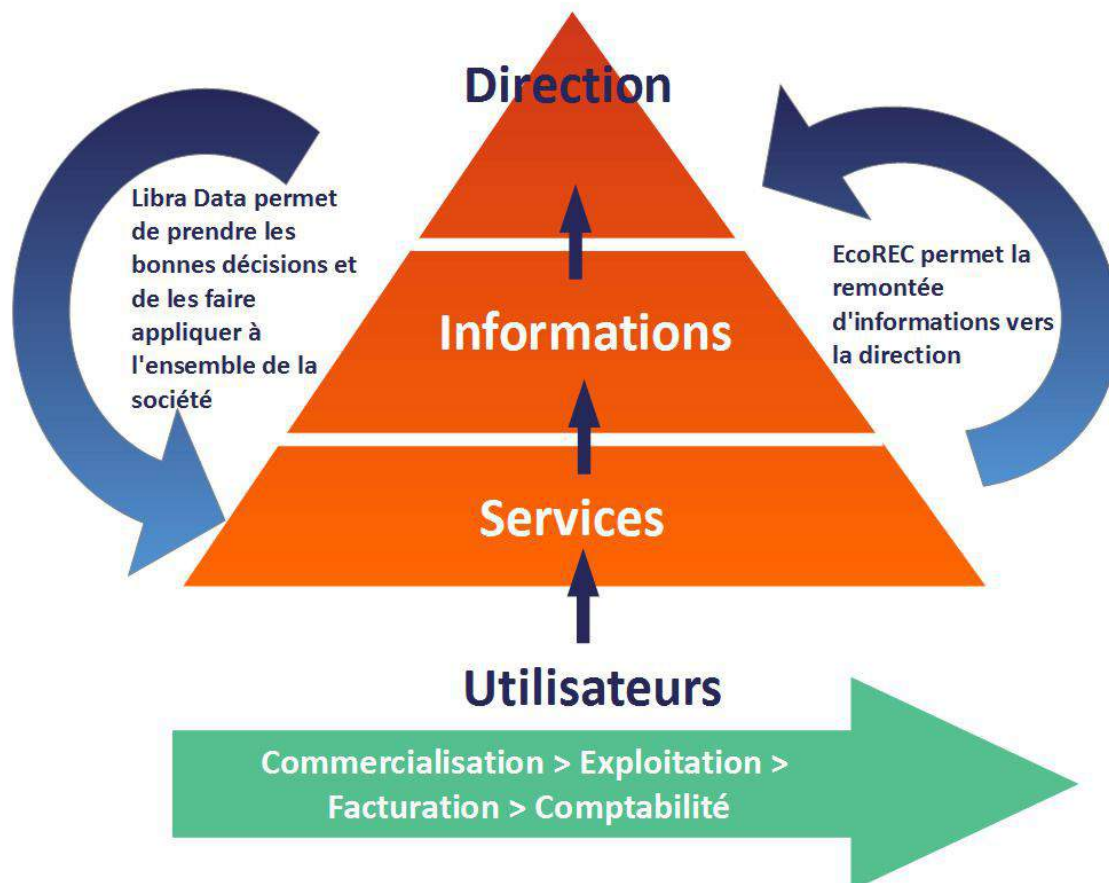 Direction
Libra Data permet
de prendre les
bonnes décisions et
de les faire
appliquer à
l'ensemble de la
société
EcoREC permet la
remontée
d'informations vers
la direction
Informations
Services
Utilisateurs
Commercialisation > Exploitation >
Facturation > Comptabilité